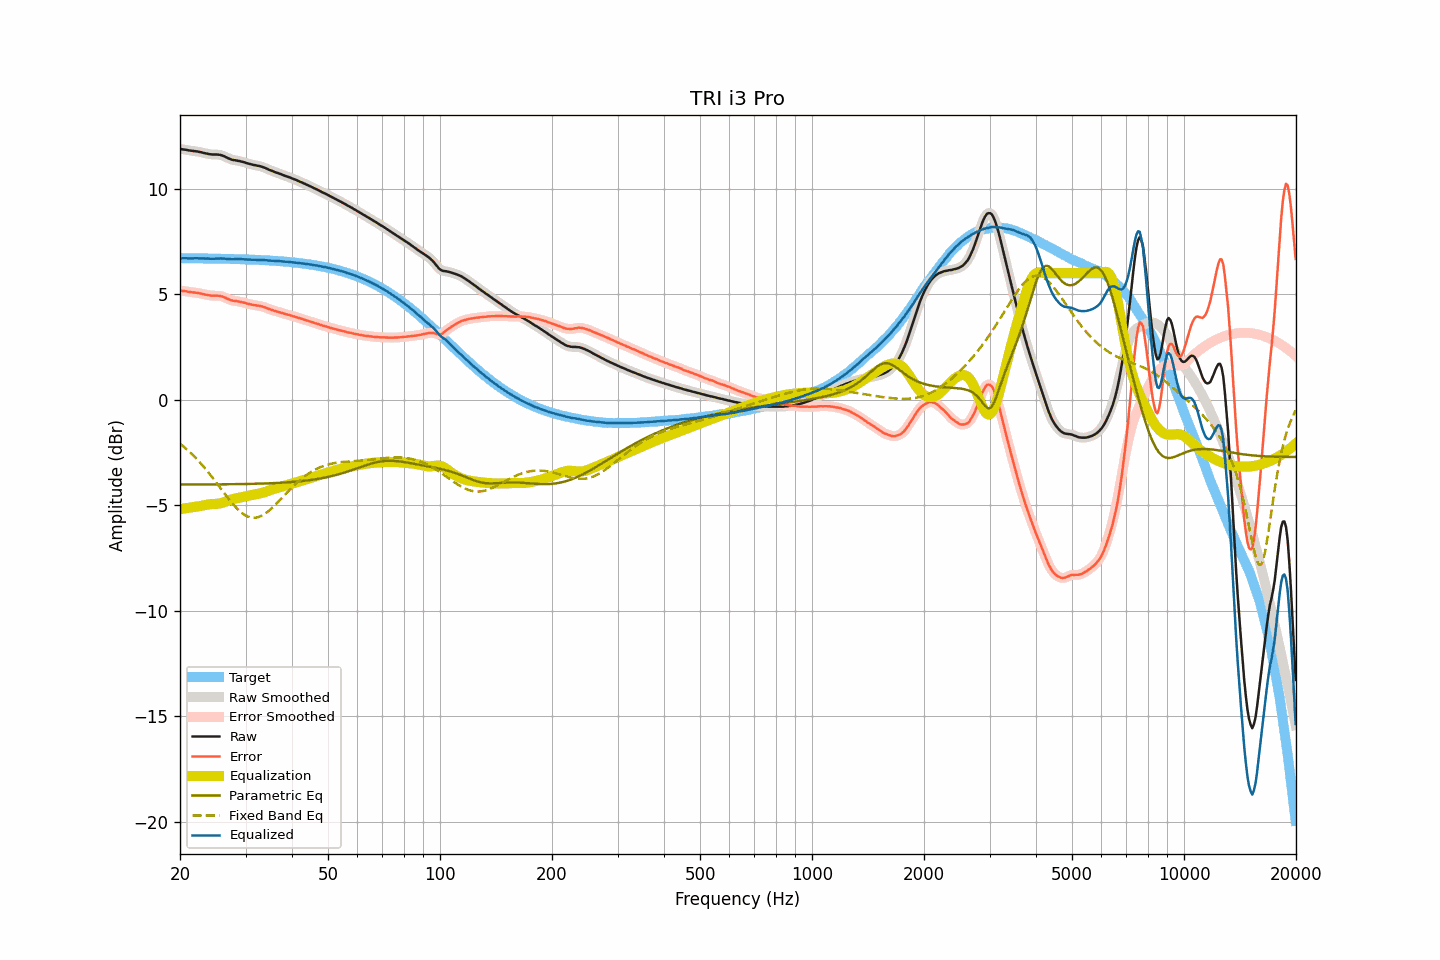 TRI i3 Pro
10
5
0
−5
−10
−15
−20
Amplitude (dBr)
Target
Raw Smoothed
Error Smoothed
Raw
Error
Equalization
Parametric Eq
Fixed Band Eq
Equalized
20 50 100 200 500 1000 2000 5000 10000 20000
Frequency (Hz)